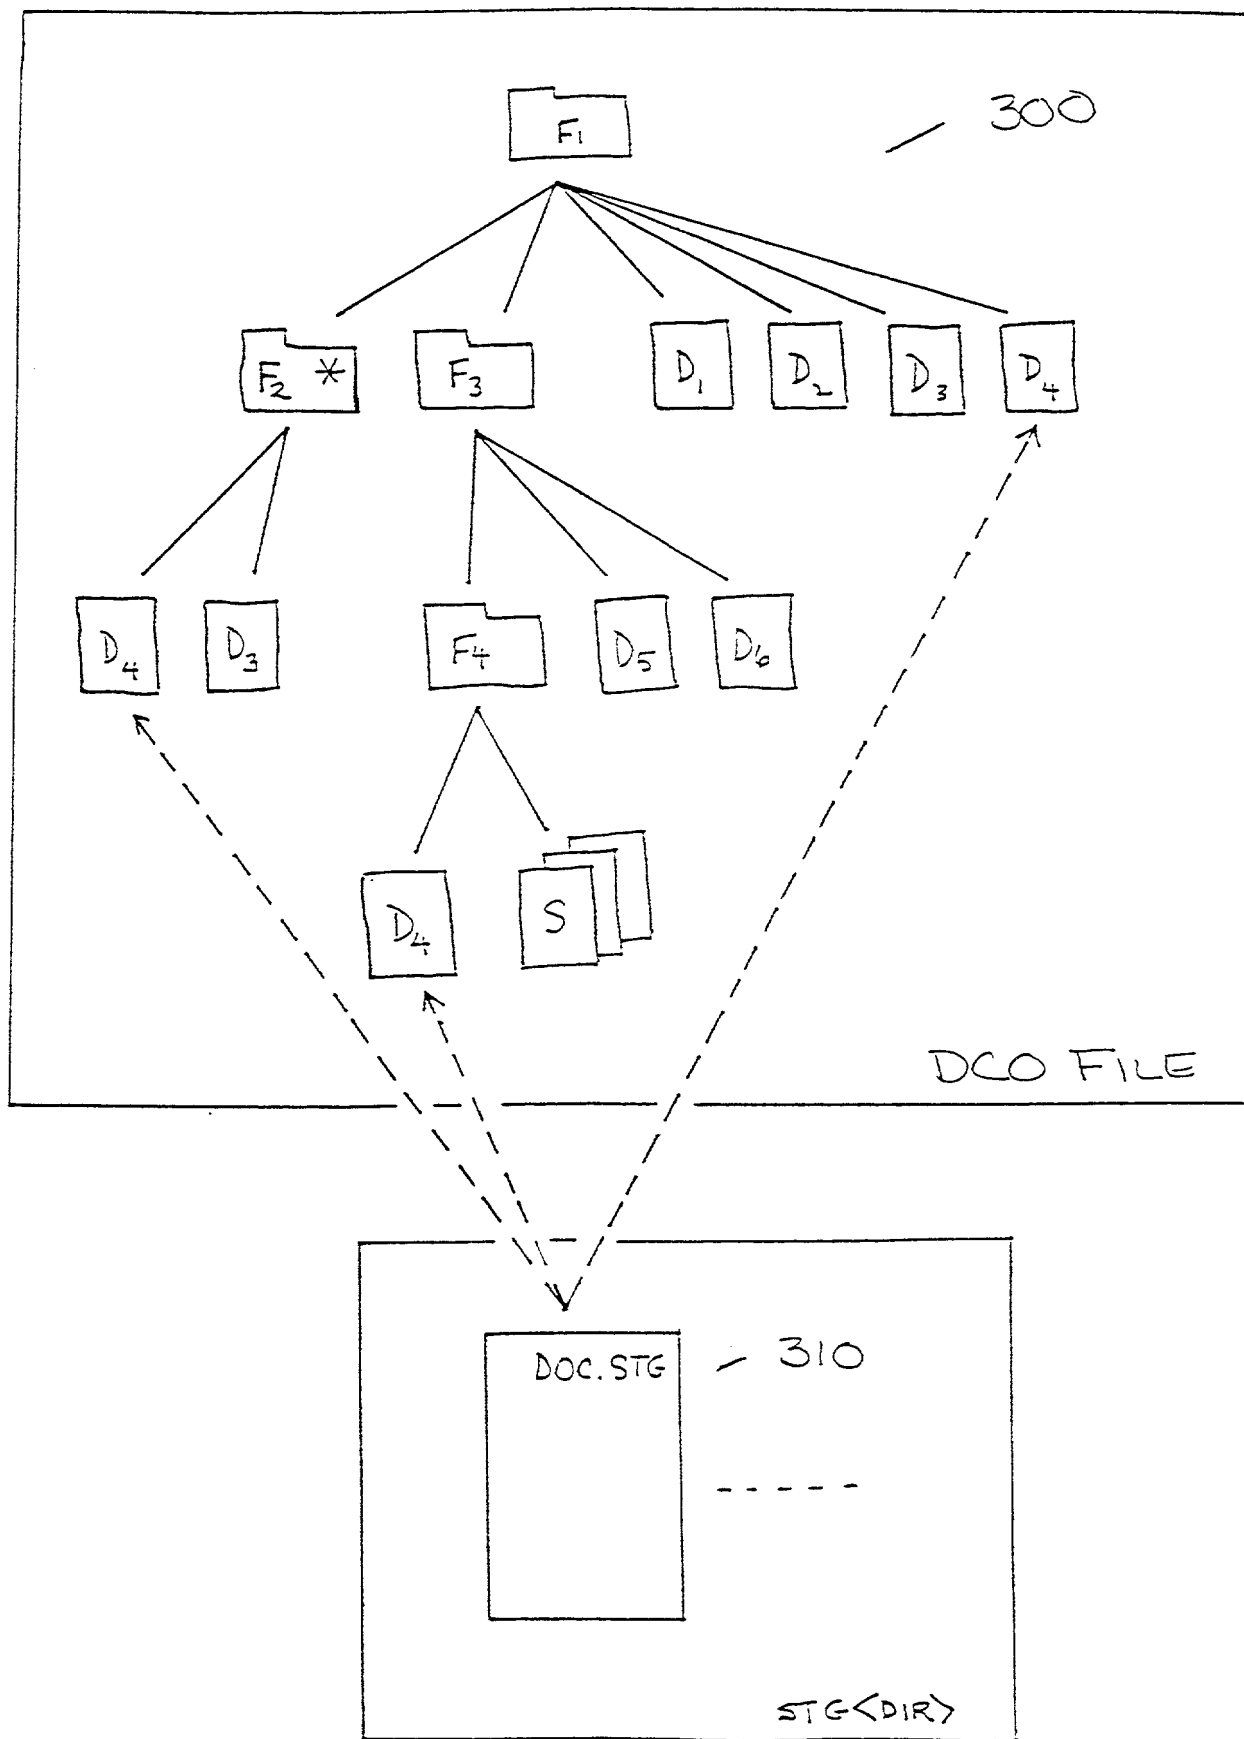 300
F1
F2 *
F3
D1
D2
D3
D4
D4
D3
F4
D5
D6
D4
S
DCO FILE
DOC.STG
310
STG<DIR>